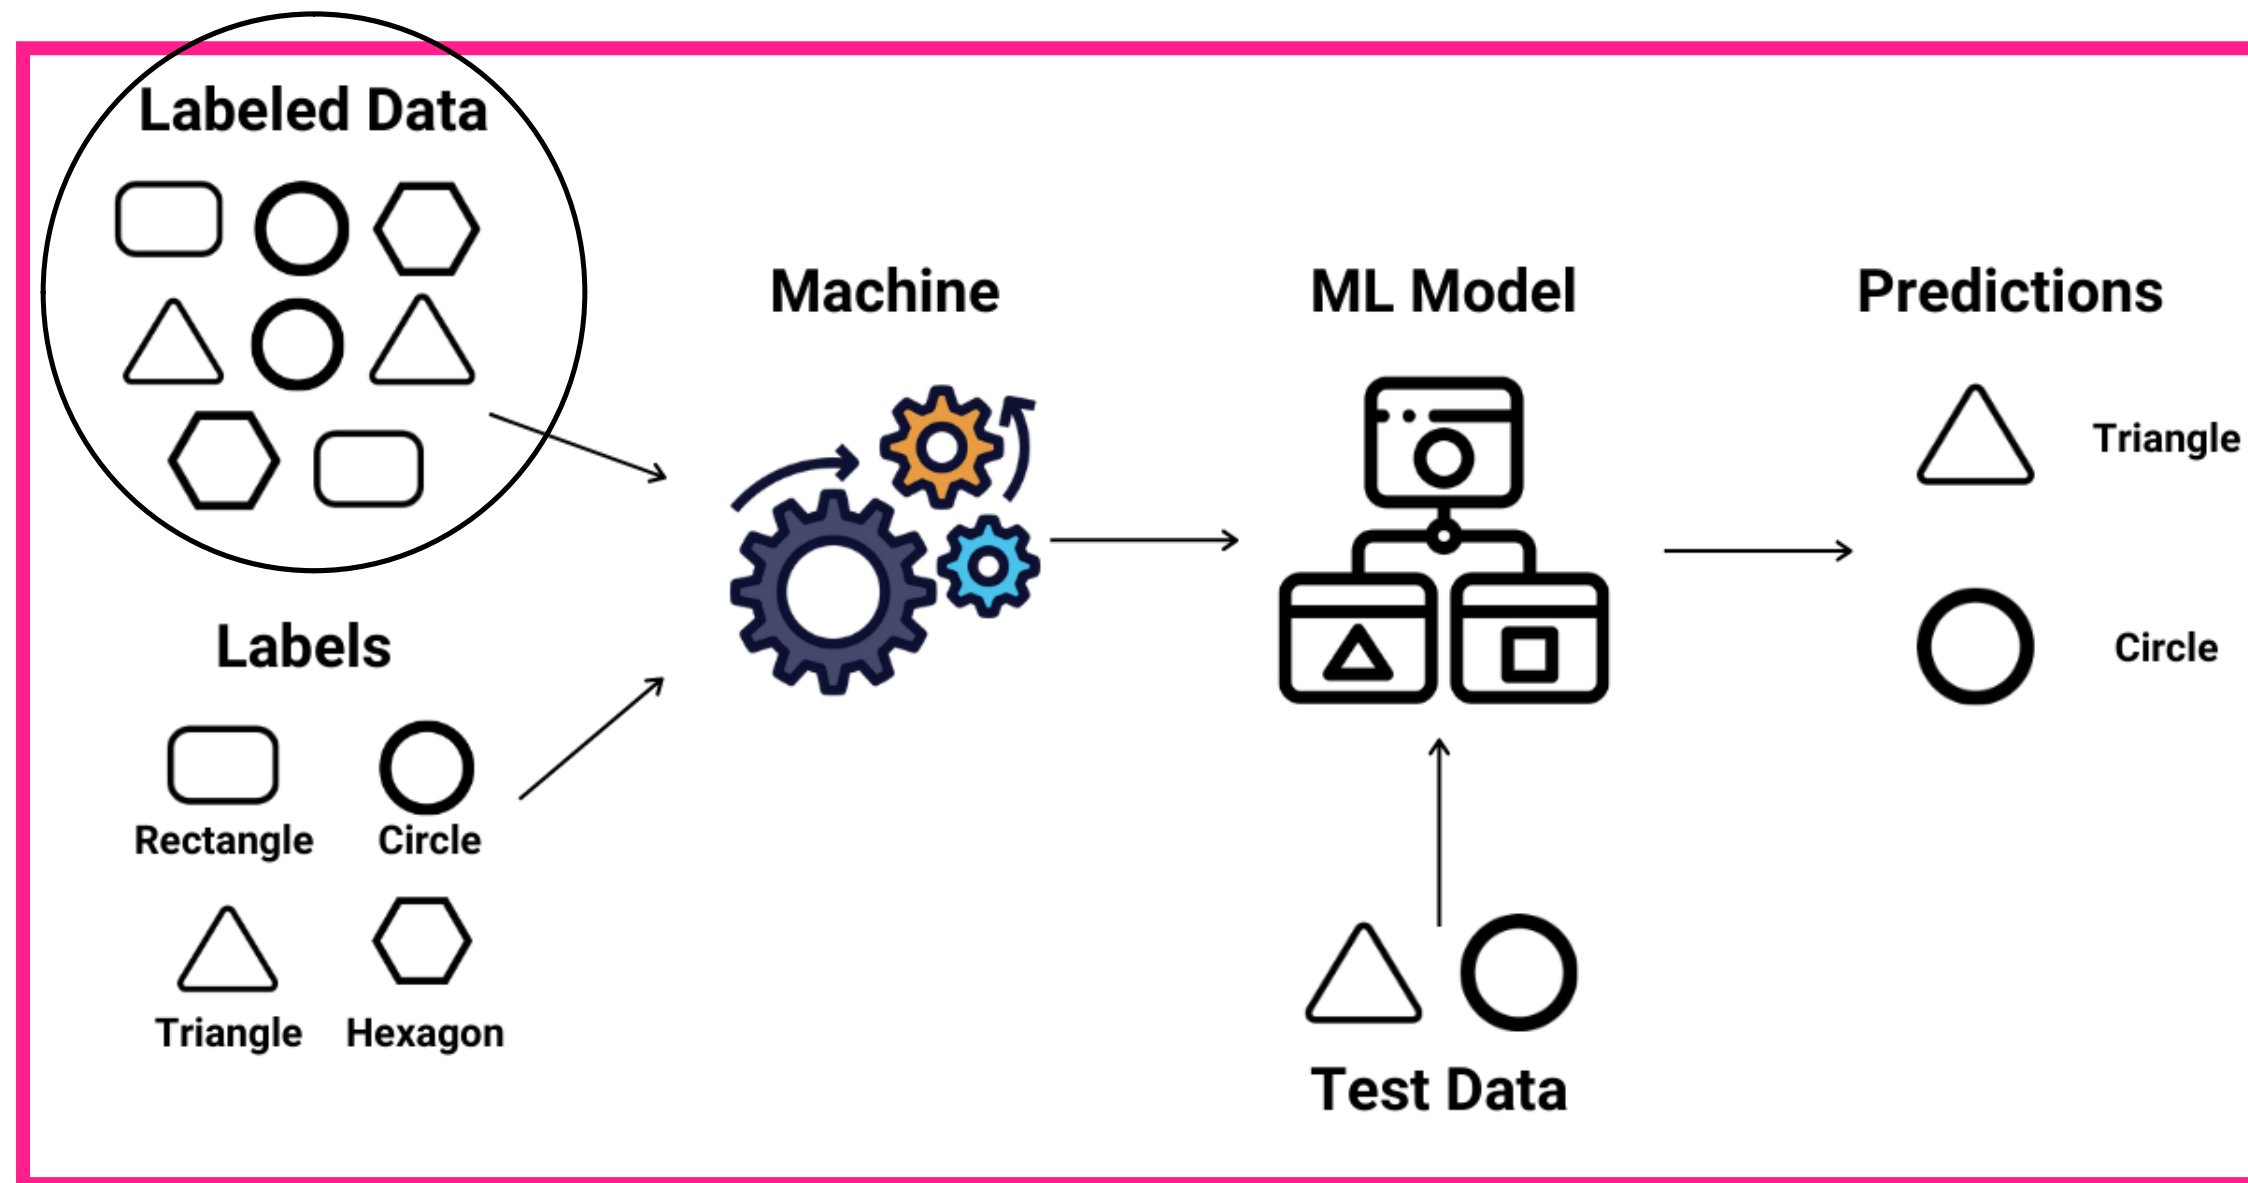 Labeled Data
Machine
ML Model
Predictions
Triangle
Circle
Labels
Rectangle
Circle
Triangle
Hexagon
Test Data